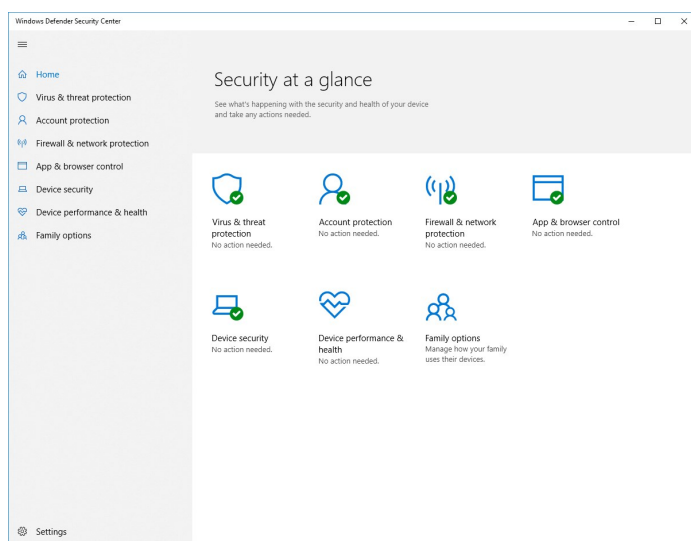 Windows Defender Security Center
Home
Virus & threat protection
Account protection
Firewall & network protection
App & browser control
Device security
Device performance & health
Family options
Settings
Security at a glance
See what's happening with the security and health of your device
and take any actions needed.
Virus & threat
protection
No action needed.
Account protection
No action needed.
Firewall & network
protection
No action needed.
App & browser control
No action needed.
Device security
No action needed.
Device performance &
health
No action needed.
Family options
Manage how your family
uses their devices.